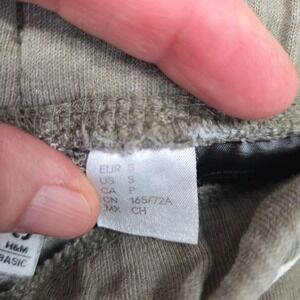 EUR S
US S
CA P
CN 165/72A
MX CH
H&M
BASIC